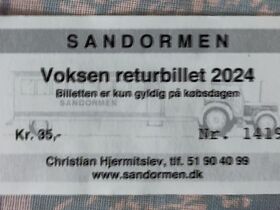 SANDORMEN
Voksen returbillet 2024
Billetten er kun gyldig på købsdagen
SANDORMEN
Kr. 35,- Nr. 1419
Christian Hjermitslev, tlf. 51 90 40 99
www.sandormen.dk